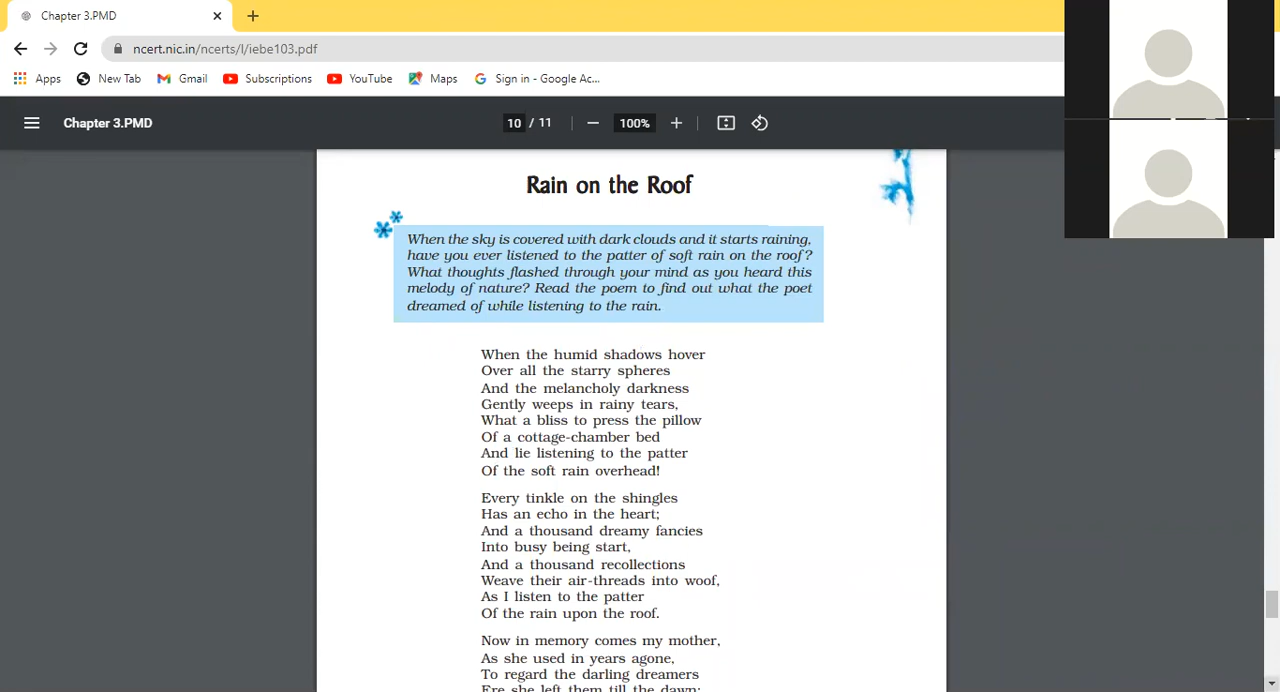 Chapter 3.PMD
ncert.nic.in/ncerts/l/iebe103.pdf
Apps New Tab Gmail Subscriptions YouTube Maps Sign in - Google Ac...
Chapter 3.PMD 10 / 11 100%
Rain on the Roof
When the sky is covered with dark clouds and it starts raining,
have you ever listened to the patter of soft rain on the roof?
What thoughts flashed through your mind as you heard this
melody of nature? Read the poem to find out what the poet
dreamed of while listening to the rain.
When the humid shadows hover
Over all the starry spheres
And the melancholy darkness
Gently weeps in rainy tears,
What a bliss to press the pillow
Of a cottage-chamber bed
And lie listening to the patter
Of the soft rain overhead!
Every tinkle on the shingles
Has an echo in the heart;
And a thousand dreamy fancies
Into busy being start,
And a thousand recollections
Weave their air-threads into woof,
As I listen to the patter
Of the rain upon the roof.
Now in memory comes my mother,
As she used in years agone,
To regard the darling dreamers
Ere she left them till the dawn: